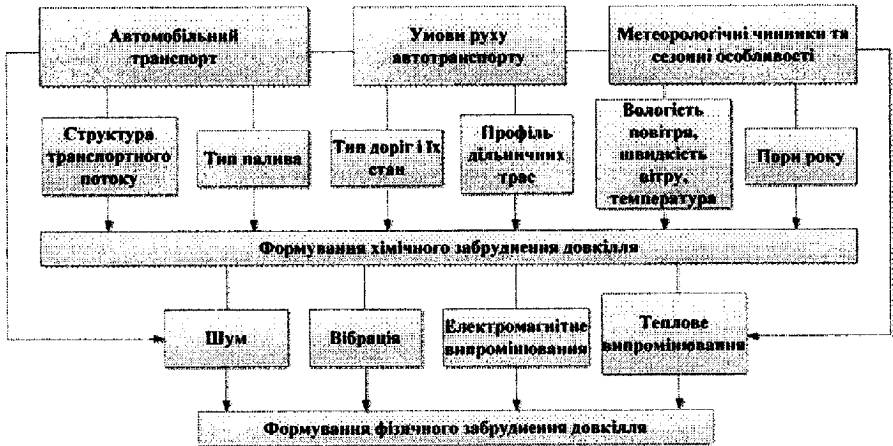 Автомобільний
транспорт
Умови руху
автотранспорту
Метеорологічні чинники та
сезонні особливості
Структура
транспортного
потоку
Тип палива
Тип доріг і їх
стан
Профіль
дільничних
трас
Вологість
повітря,
швидкість
вітру,
температура
Пори року
Формування хімічного забруднення довкілля
Шум
Вібрація
Електромагнітне
випромінювання
Теплове
випромінювання
Формування фізичного забруднення довкілля